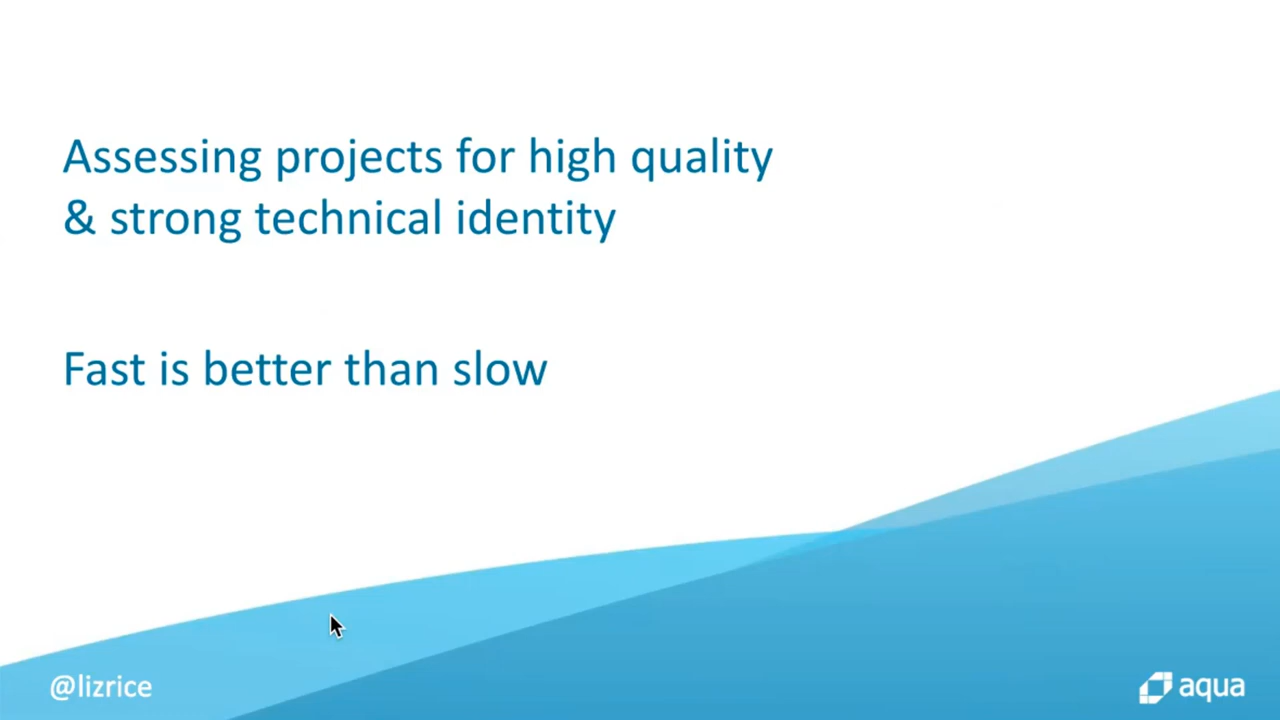 Assessing projects for high quality
& strong technical identity
Fast is better than slow
@lizrice
aqua